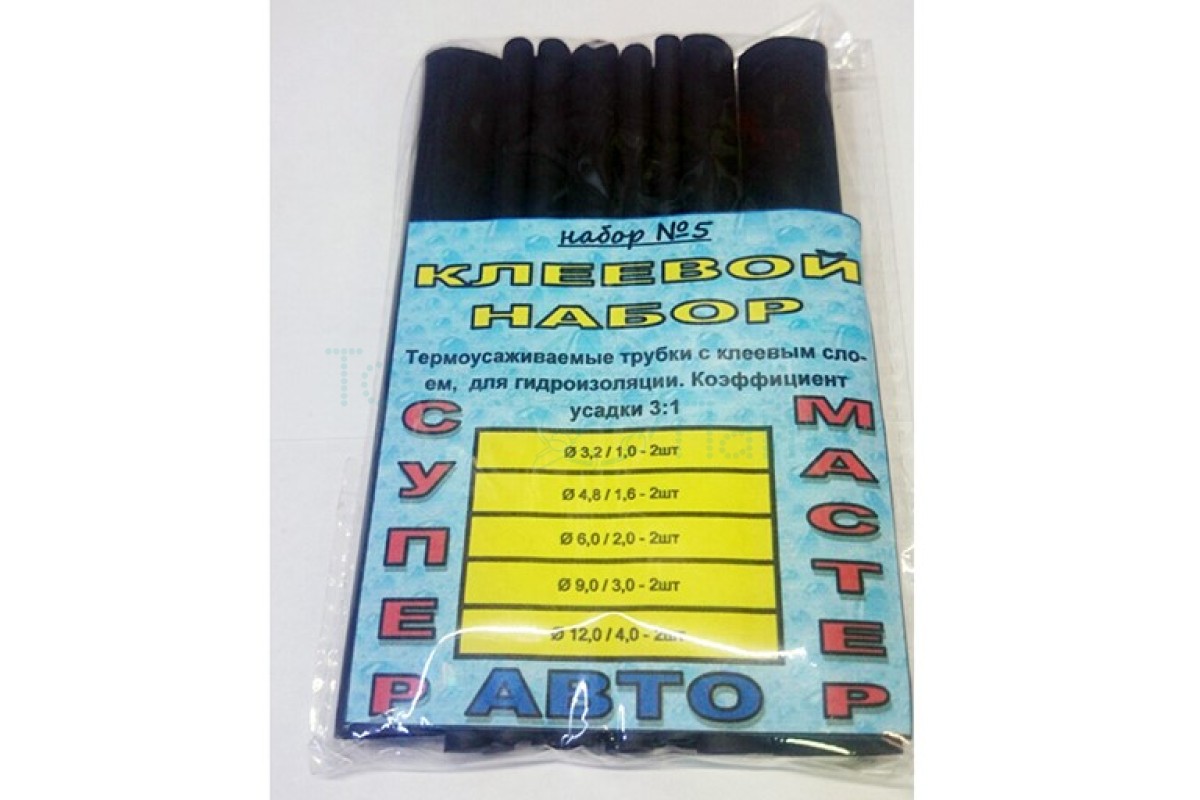 набор №5
КЛЕЕВОЙ
НАБОР
Термоусаживаемые трубки с клеевым сло-
ем, для гидроизоляции. Коэффициент
усадки 3:1
СУПЕР
Ø 3,2 / 1,0 - 2шт
Ø 4,8 / 1,6 - 2шт
Ø 6,0 / 2,0 - 2шт
Ø 9,0 / 3,0 - 2шт
Ø 12,0 / 4,0 - 2шт
МАСТЕР
АВТО